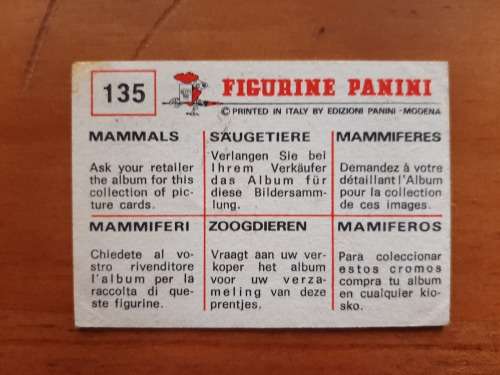 135
FIGURINE PANINI
© PRINTED IN ITALY BY EDIZIONI PANINI - MODENA
MAMMALS
Ask your retailer
the album for this
collection of pic-
ture cards.
SAUGETIERE
Verlangen Sie bei
Ihrem Verkäufer
das Album für
diese Bildersamm-
lung.
MAMMIFERES
Demandez à votre
détaillant l'Album
pour la collection
de ces images.
MAMMIFERI
Chiedete al vo-
stro rivenditore
l'album per la
raccolta di que-
ste figurine.
ZOOGDIEREN
Vraagt aan uw ver-
koper het album
voor uw verza-
meling van deze
prentjes.
MAMIFEROS
Para coleccionar
estos cromos
compra tu album
en cualquier kio-
sko.